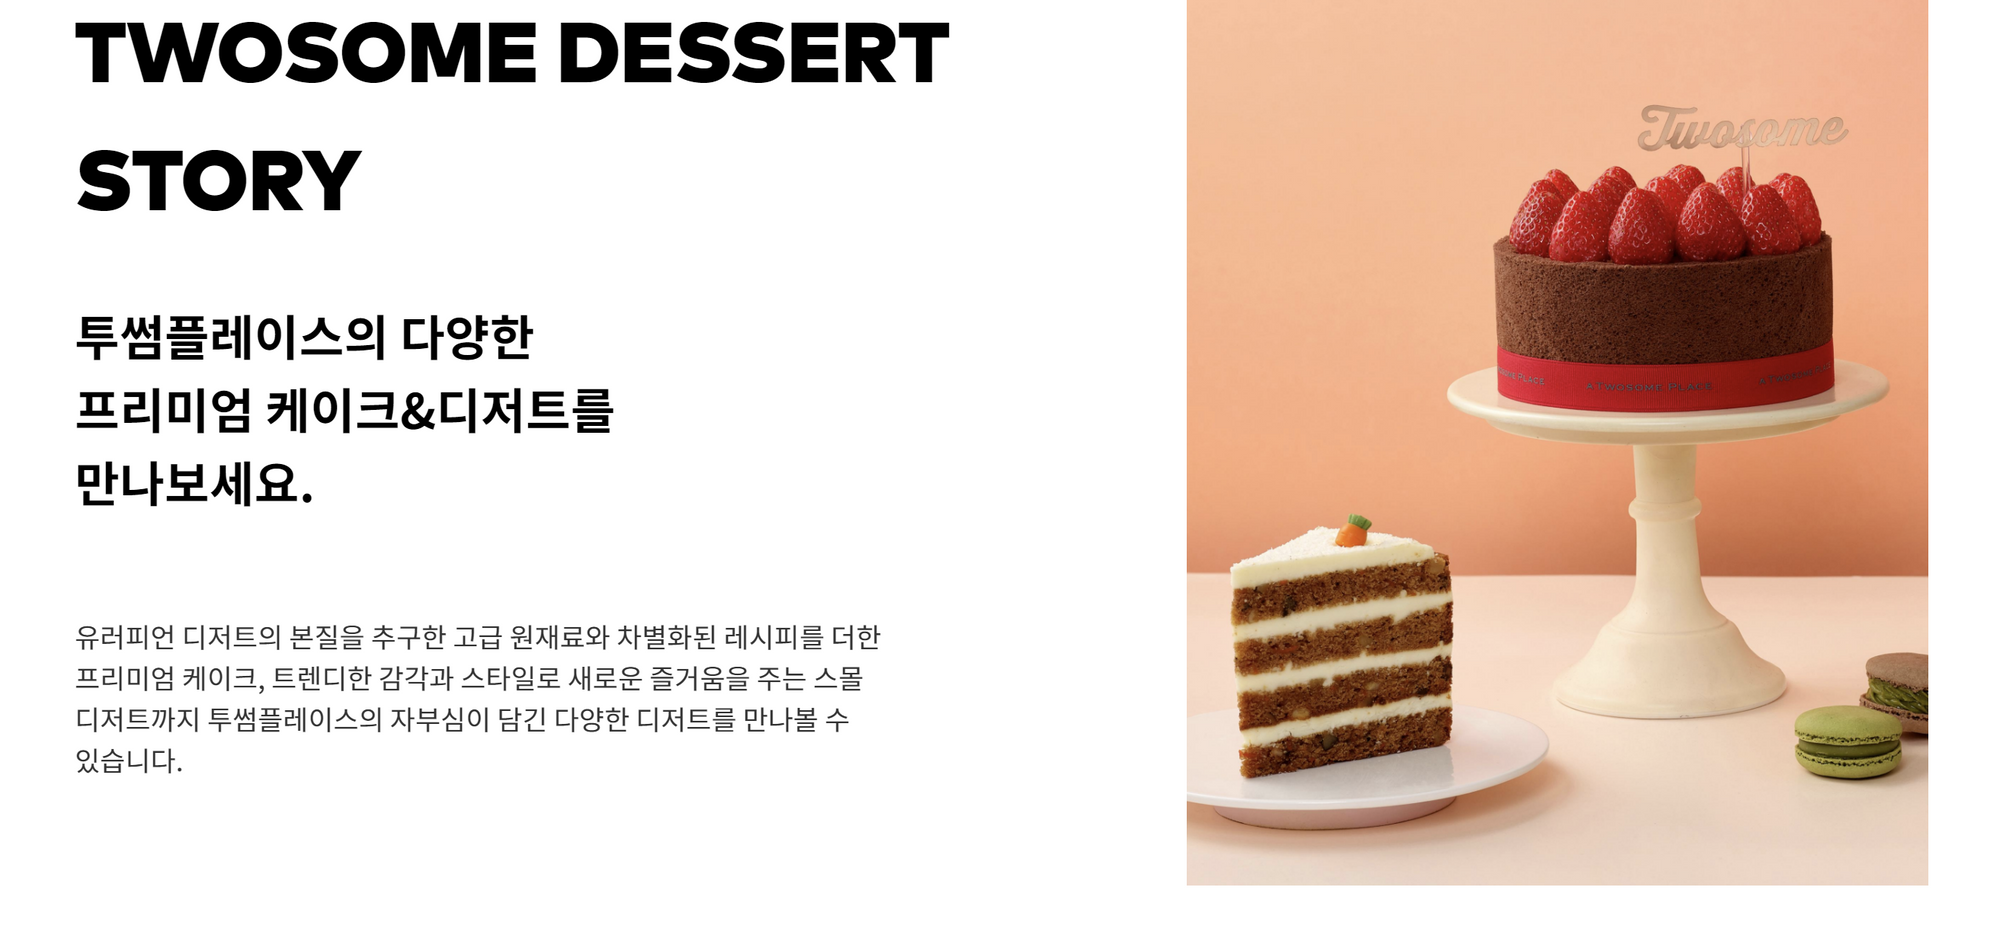 TWOSOME DESSERT
STORY
투썸플레이스의 다양한
프리미엄 케이크&디저트를
만나보세요.
유러피언 디저트의 본질을 추구한 고급 원재료와 차별화된 레시피를 더한
프리미엄 케이크, 트렌디한 감각과 스타일로 새로운 즐거움을 주는 스몰
디저트까지 투썸플레이스의 자부심이 담긴 다양한 디저트를 만나볼 수
있습니다.
Twosome
A TWOSOME PLACE